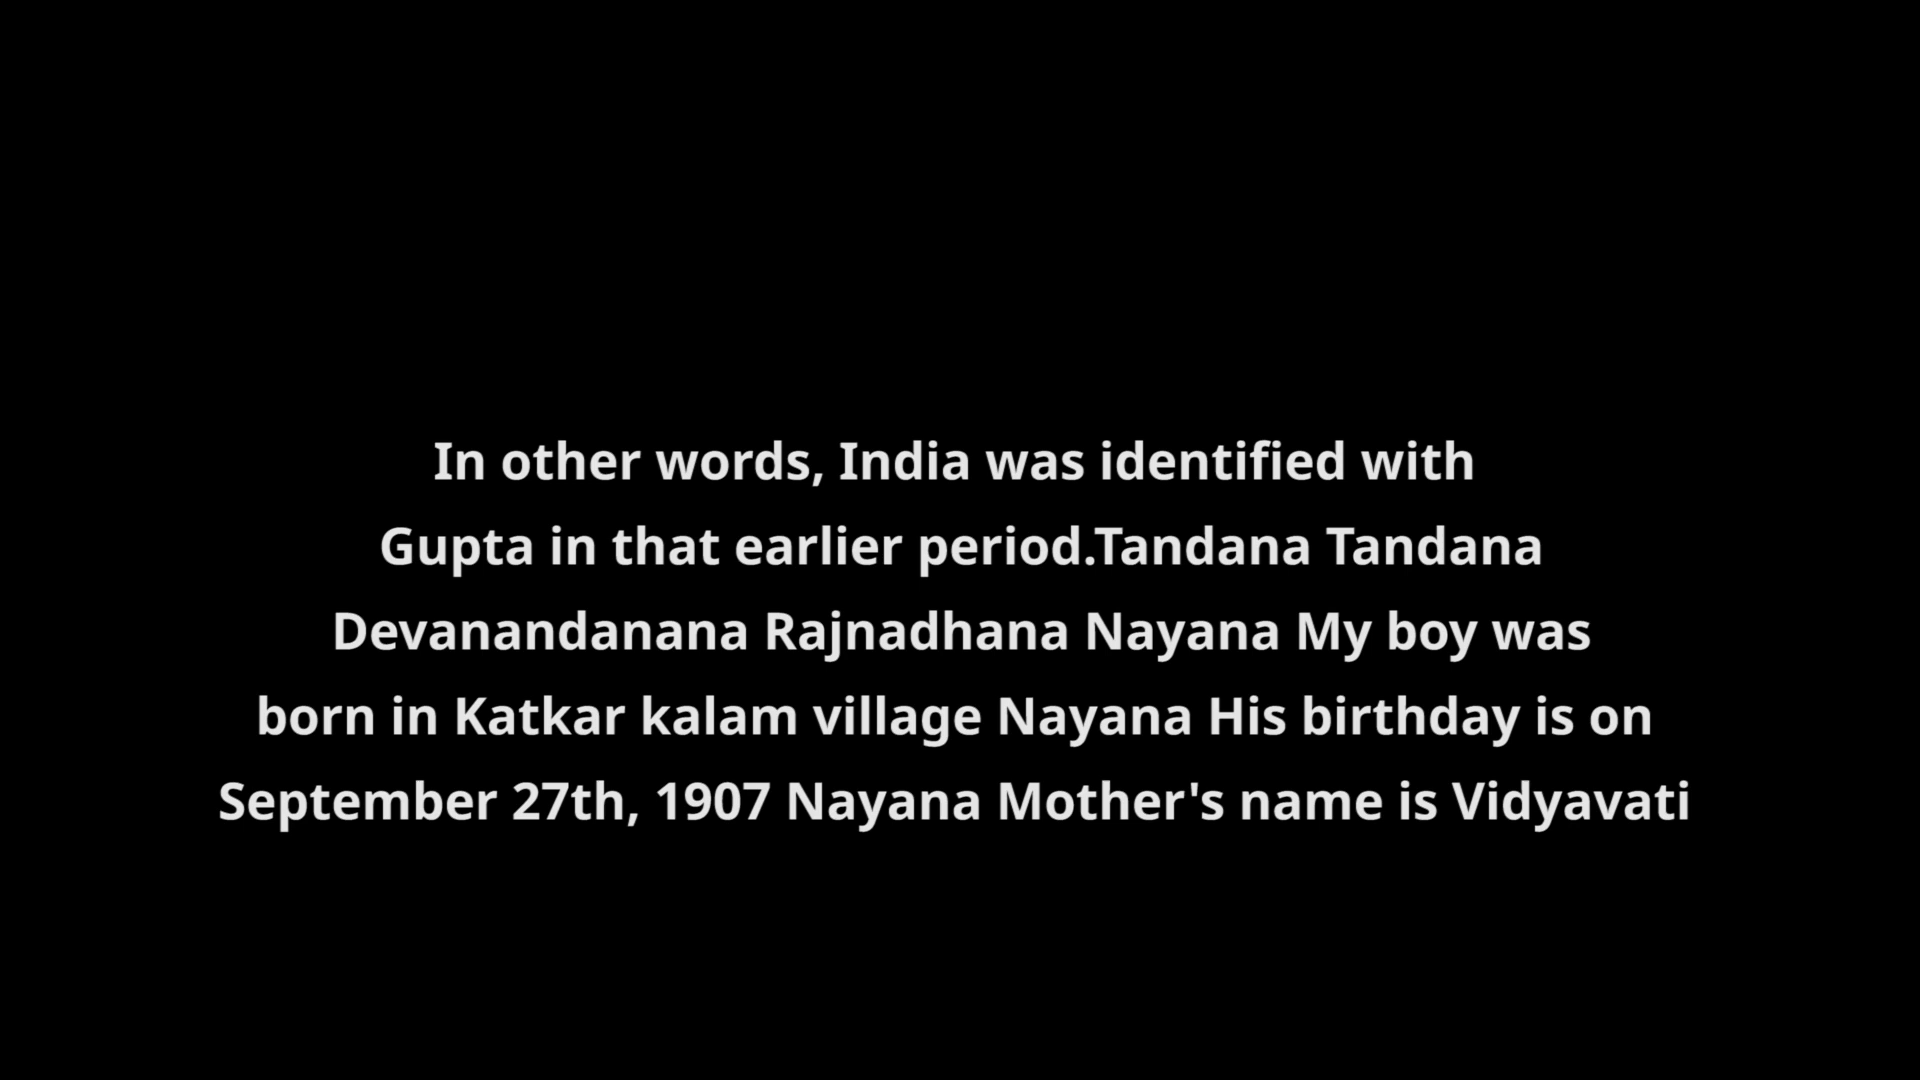 In other words, India was identified with
Gupta in that earlier period.Tandana Tandana
Devanandanana Rajnadhana Nayana My boy was
born in Katkar kalam village Nayana His birthday is on
September 27th, 1907 Nayana Mother's name is Vidyavati